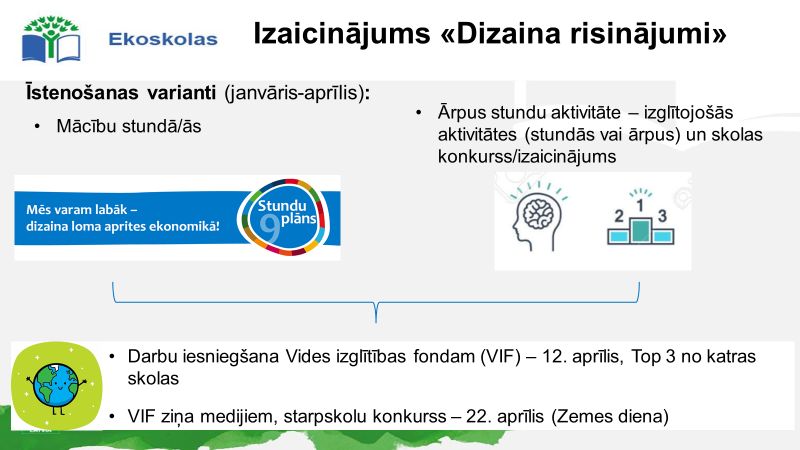 Ekoskolas
Izaicinājums «Dizaina risinājumi»
Īstenošanas varianti (janvāris-aprīlis):
• Mācību stundā/ās
• Ārpus stundu aktivitāte – izglītojošās
aktivitātes (stundās vai ārpus) un skolas
konkurss/izaicinājums
Mēs varam labāk –
dizaina loma aprites ekonomikā!
Stundu
plāns
9
2 1 3
• Darbu iesniegšana Vides izglītības fondam (VIF) – 12. aprīlis, Top 3 no katras
skolas
• VIF ziņa medijiem, starpskolu konkurss – 22. aprīlis (Zemes diena)